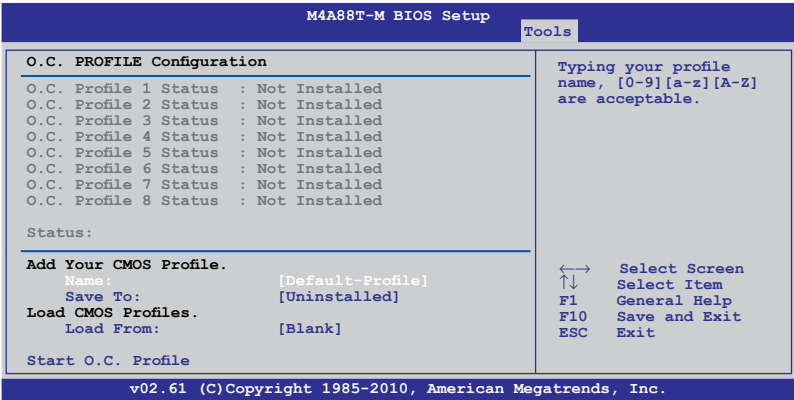 M4A88T-M BIOS Setup
Tools
O.C. PROFILE Configuration
O.C. Profile 1 Status : Not Installed
O.C. Profile 2 Status : Not Installed
O.C. Profile 3 Status : Not Installed
O.C. Profile 4 Status : Not Installed
O.C. Profile 5 Status : Not Installed
O.C. Profile 6 Status : Not Installed
O.C. Profile 7 Status : Not Installed
O.C. Profile 8 Status : Not Installed
Status:
Add Your CMOS Profile.
Name: [Default-Profile]
Save To: [Uninstalled]
Load CMOS Profiles.
Load From: [Blank]
Start O.C. Profile
Typing your profile
name, [0-9][a-z][A-Z]
are acceptable.
←→ Select Screen
↑↓ Select Item
F1 General Help
F10 Save and Exit
ESC Exit
v02.61 (C)Copyright 1985-2010, American Megatrends, Inc.